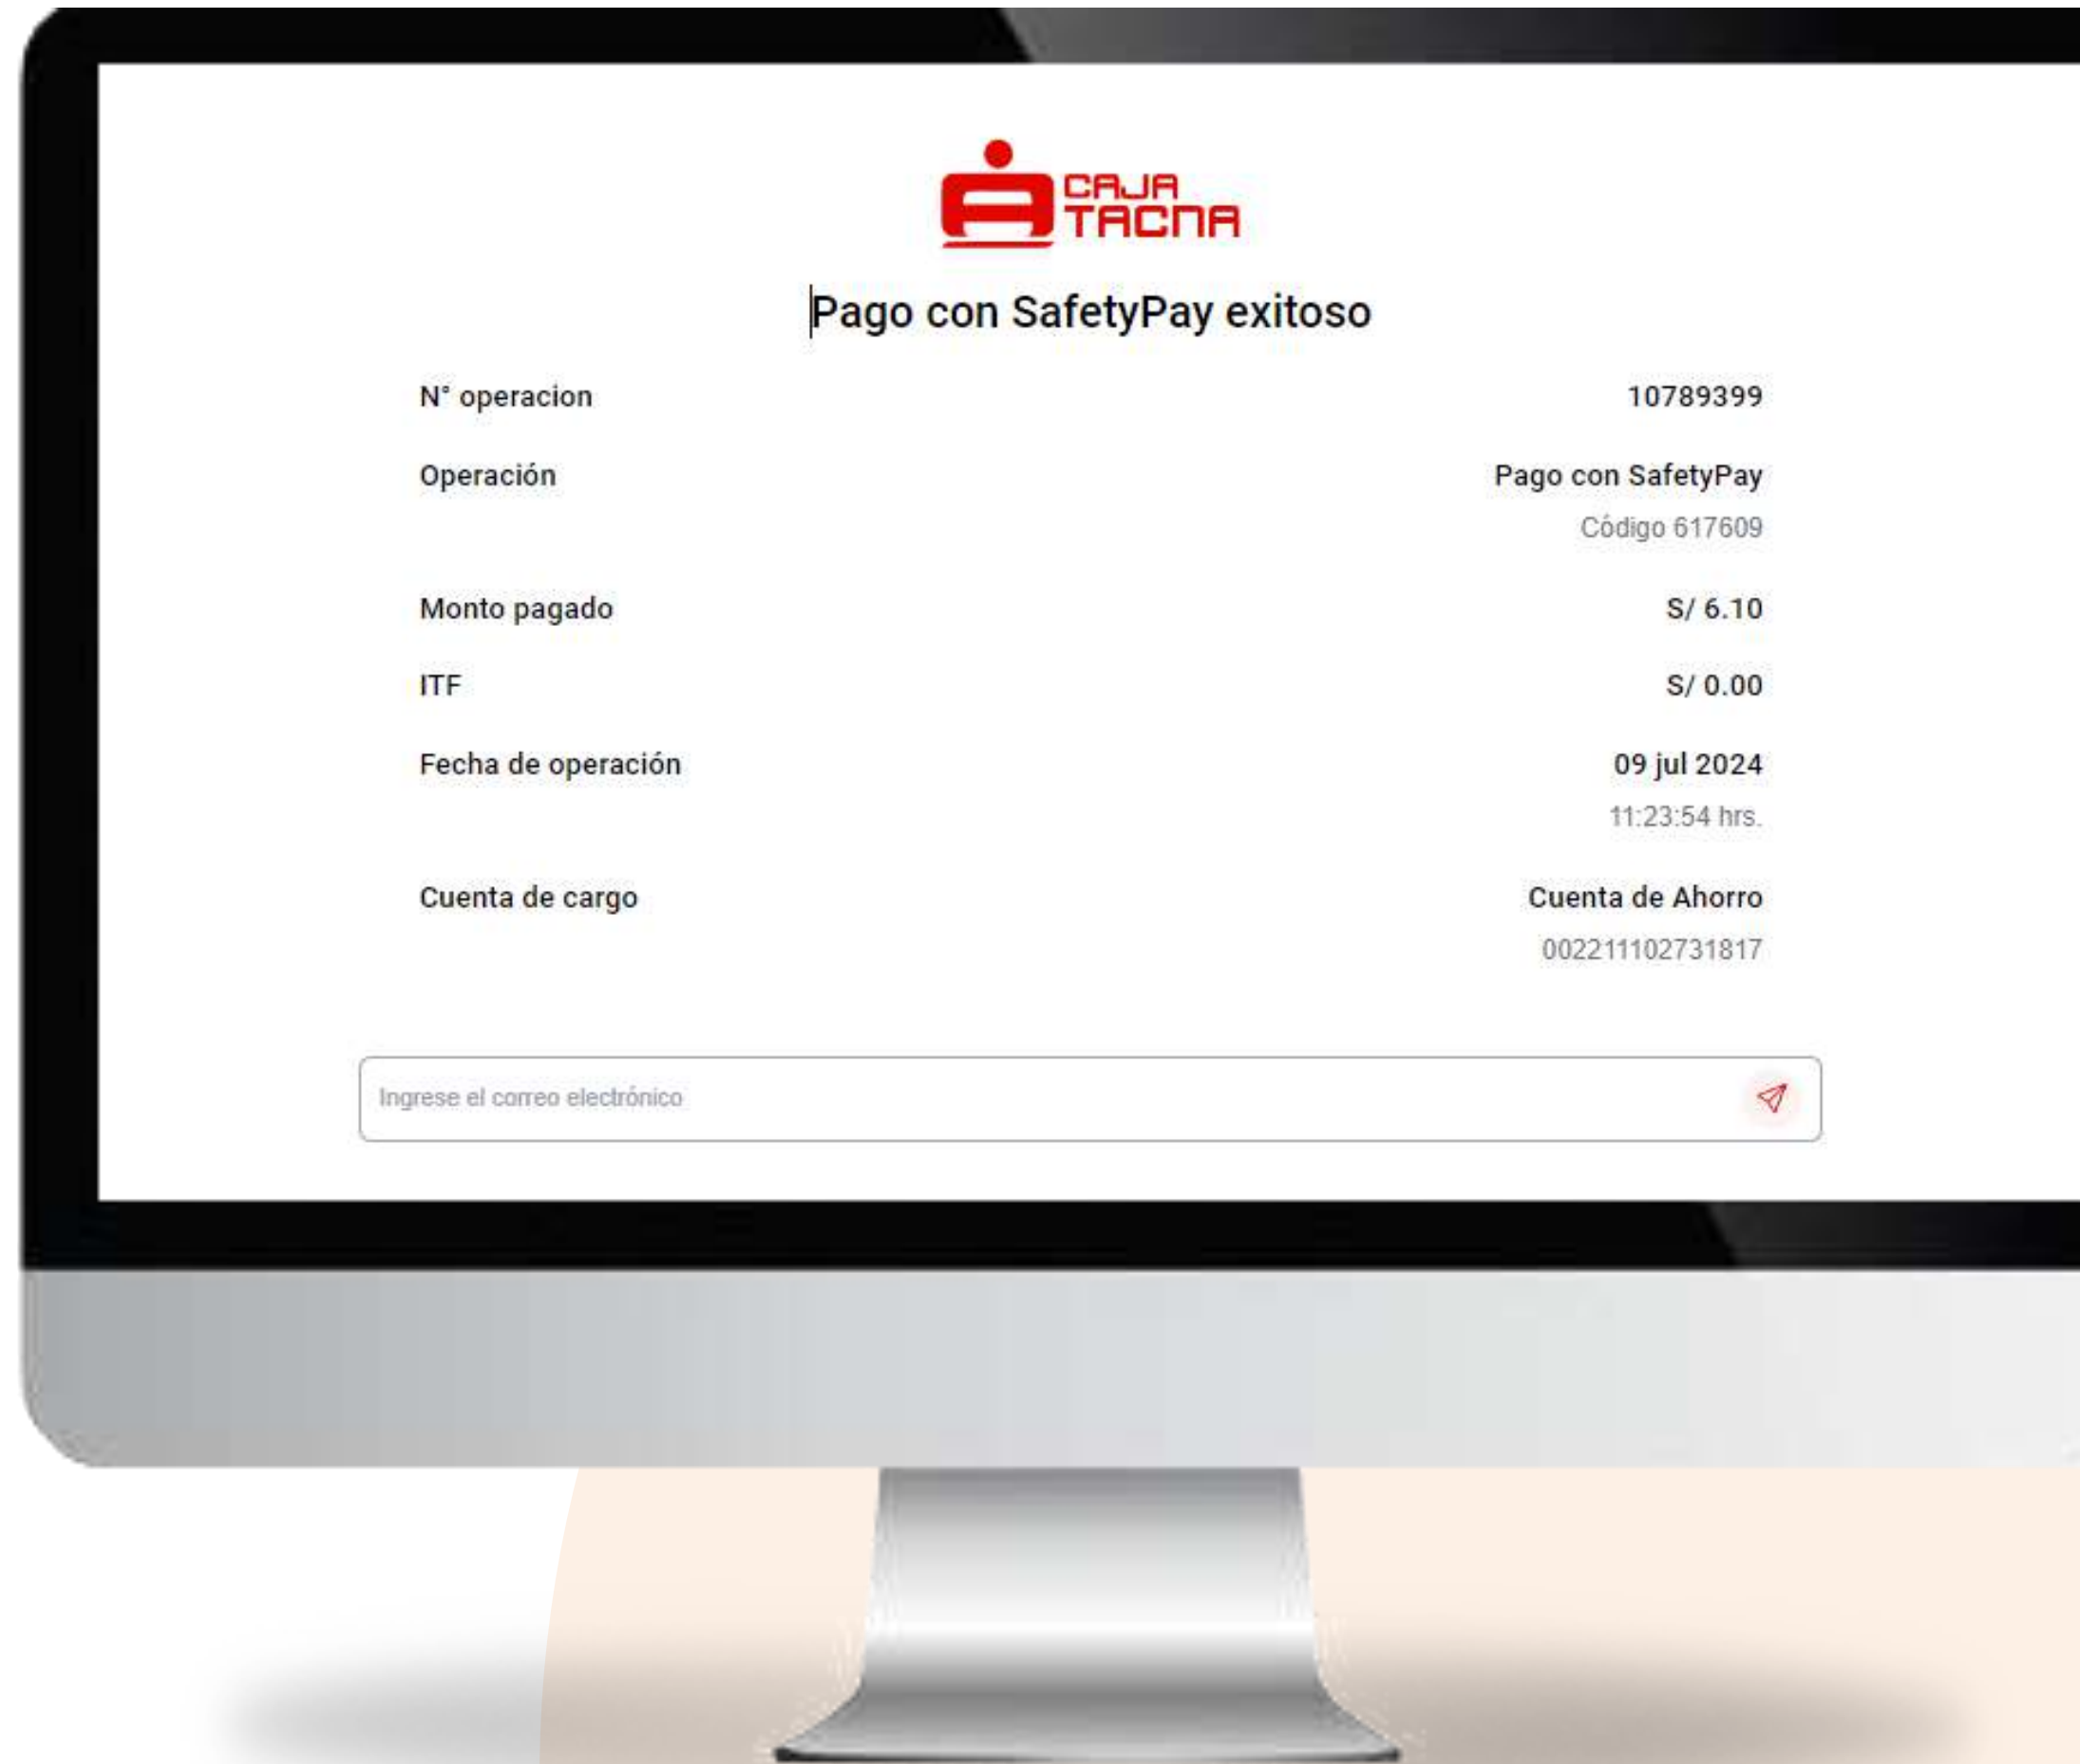 CAJA
TACNA
Pago con SafetyPay exitoso
N° operacion 10789399
Operación Pago con SafetyPay
Código 617609
Monto pagado S/ 6.10
ITF S/ 0.00
Fecha de operación 09 jul 2024
11:23:54 hrs.
Cuenta de cargo Cuenta de Ahorro
002211102731817
Ingrese el correo electrónico